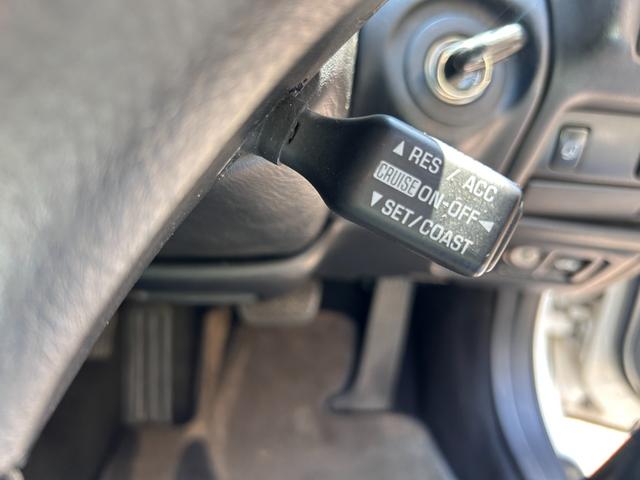 ▲ RES / ACC
CRUISE ON-OFF ◀
▼ SET/COAST